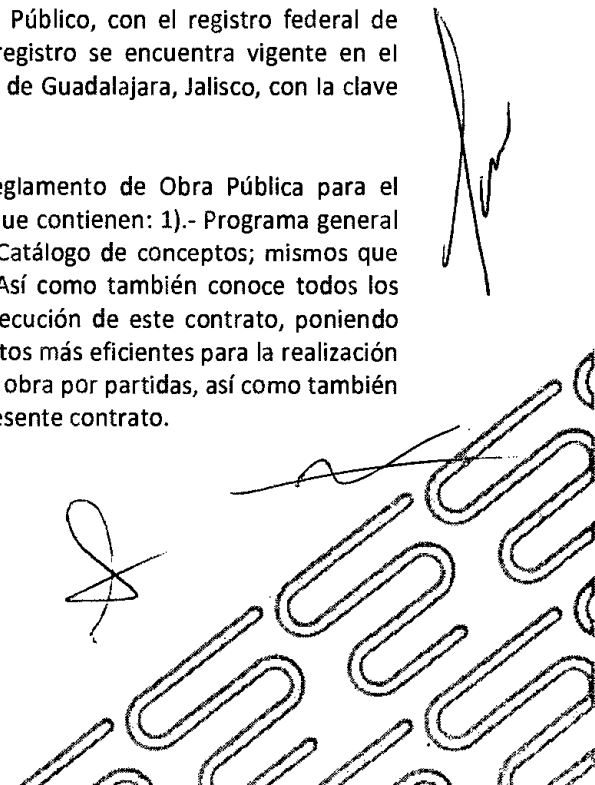 Público, con el registro federal de
registro se encuentra vigente en el
de Guadalajara, Jalisco, con la clave
eglamento de Obra Pública para el
ue contienen: 1).- Programa general
Catálogo de conceptos; mismos que
Así como también conoce todos los
ecución de este contrato, poniendo
tos más eficientes para la realización
obra por partidas, así como también
esente contrato.